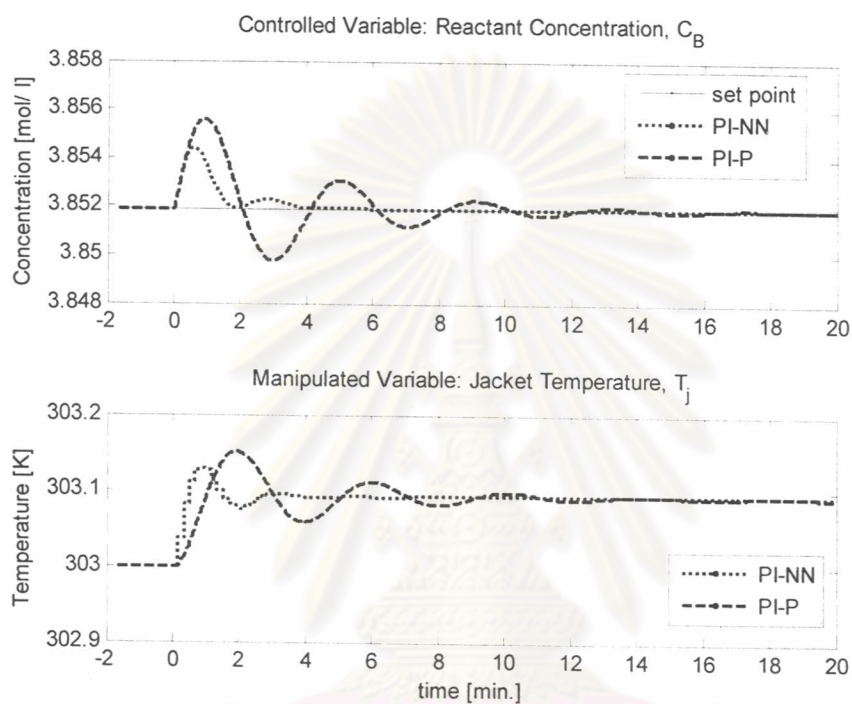 Controlled Variable: Reactant Concentration, C_B
3.858
3.856
3.854
3.852
3.85
3.848
Concentration [mol/ l]
set point
PI-NN
PI-P
-2 0 2 4 6 8 10 12 14 16 18 20
Manipulated Variable: Jacket Temperature, T_j
303.2
303.1
303
302.9
Temperature [K]
PI-NN
PI-P
-2 0 2 4 6 8 10 12 14 16 18 20
time [min.]